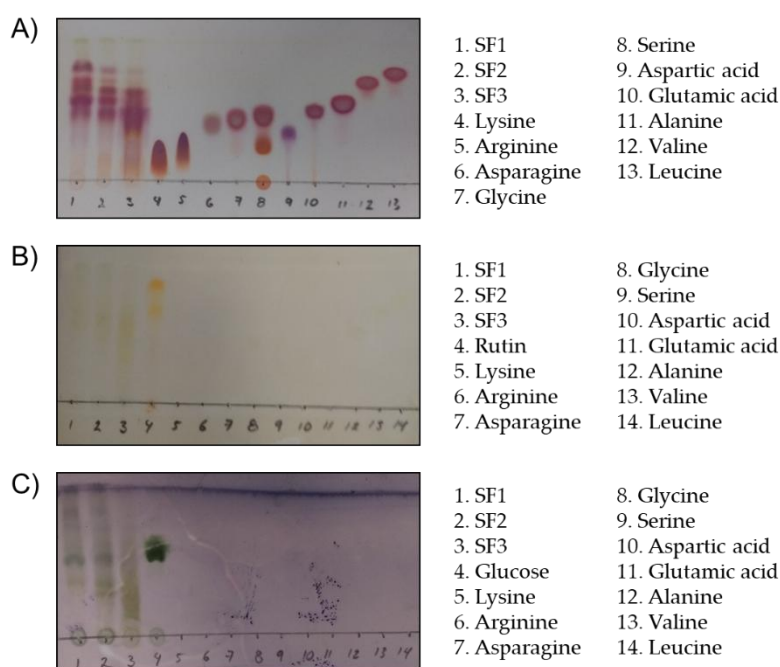 A)
1 2 3 4 5 6 7 8 9 10 11 12 13
1. SF1
2. SF2
3. SF3
4. Lysine
5. Arginine
6. Asparagine
7. Glycine
8. Serine
9. Aspartic acid
10. Glutamic acid
11. Alanine
12. Valine
13. Leucine
B)
1 2 3 4 5 6 7 8 9 10 11 12 13 14
1. SF1
2. SF2
3. SF3
4. Rutin
5. Lysine
6. Arginine
7. Asparagine
8. Glycine
9. Serine
10. Aspartic acid
11. Glutamic acid
12. Alanine
13. Valine
14. Leucine
C)
1 2 3 4 5 6 7 8 9 10 11 12 13 14
1. SF1
2. SF2
3. SF3
4. Glucose
5. Lysine
6. Arginine
7. Asparagine
8. Glycine
9. Serine
10. Aspartic acid
11. Glutamic acid
12. Alanine
13. Valine
14. Leucine